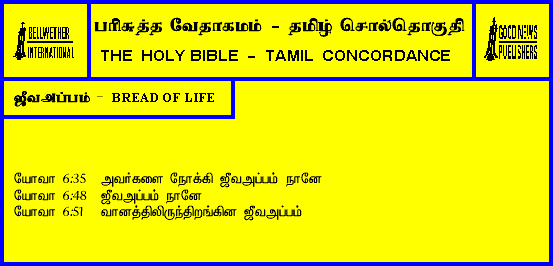 BELLWETHER
INTERNATIONAL
பரிசுத்த வேதாகமம் - தமிழ் சொல்தொகுதி
THE HOLY BIBLE - TAMIL CONCORDANCE
GOOD NEWS
PUBLISHERS
ஜீவஅப்பம் - BREAD OF LIFE
யோவா 6:35 அவர்களை நோக்கி ஜீவஅப்பம் நானே
யோவா 6:48 ஜீவஅப்பம் நானே
யோவா 6:51 வானத்திலிருந்திறங்கின ஜீவஅப்பம்